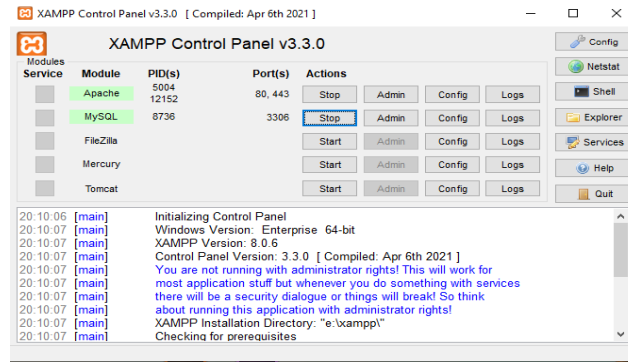 XAMPP Control Panel v3.3.0 [ Compiled: Apr 6th 2021 ]
XAMPP Control Panel v3.3.0
Config
Modules
Service Module PID(s) Port(s) Actions
Netstat
Apache 5004 12152 80, 443 Stop Admin Config Logs
Shell
MySQL 8736 3306 Stop Admin Config Logs
Explorer
FileZilla Start Admin Config Logs
Services
Mercury Start Admin Config Logs
Help
Tomcat Start Admin Config Logs
Quit
20:10:06 [main] Initializing Control Panel
20:10:07 [main] Windows Version: Enterprise 64-bit
20:10:07 [main] XAMPP Version: 8.0.6
20:10:07 [main] Control Panel Version: 3.3.0 [ Compiled: Apr 6th 2021 ]
20:10:07 [main] You are not running with administrator rights! This will work for
20:10:07 [main] most application stuff but whenever you do something with services
20:10:07 [main] there will be a security dialogue or things will break! So think
20:10:07 [main] about running this application with administrator rights!
20:10:07 [main] XAMPP Installation Directory: "e:\xampp\"
20:10:07 [main] Checking for prerequisites